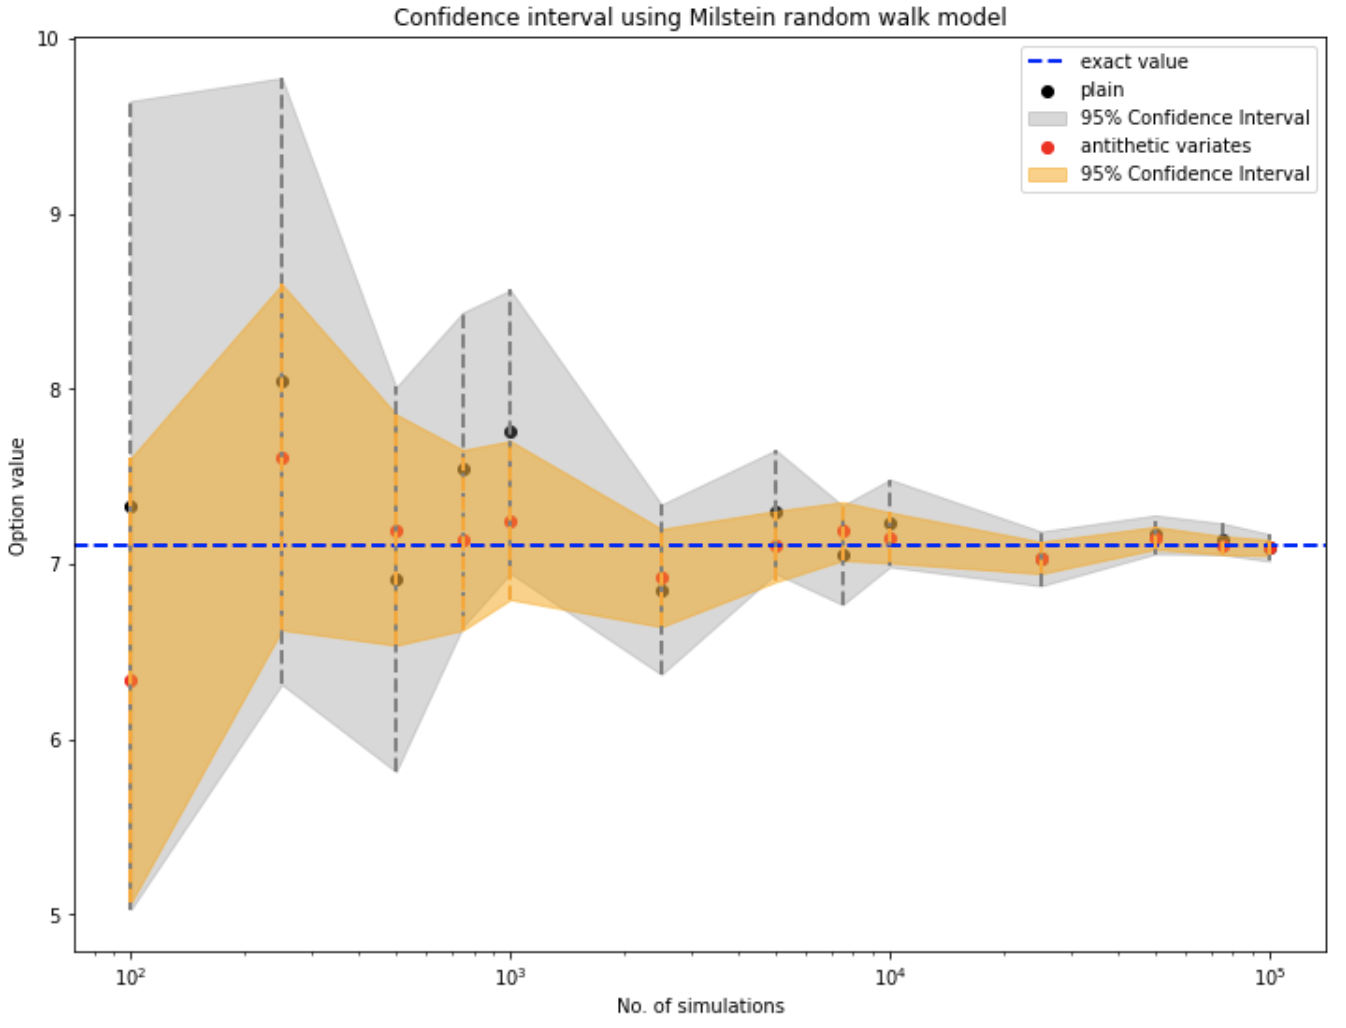 Confidence interval using Milstein random walk model
exact value
plain
95% Confidence Interval
antithetic variates
95% Confidence Interval
Option value
10
9
8
7
6
5
10²
10³
10⁴
10⁵
No. of simulations